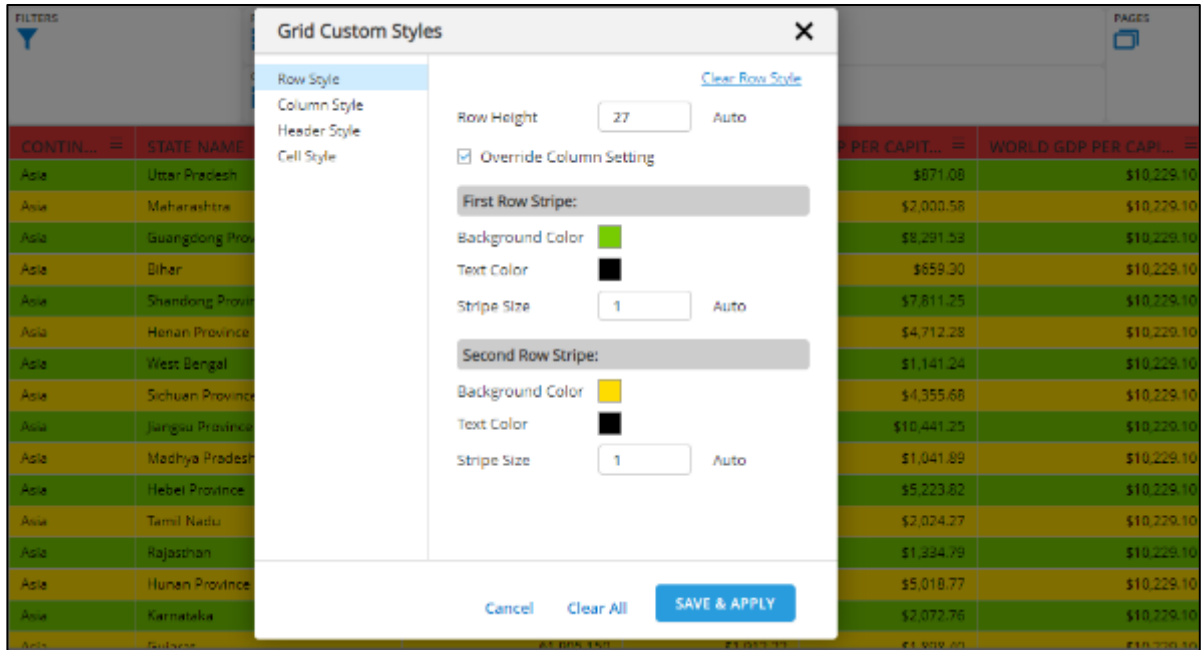 FILTERS
PAGES
Grid Custom Styles
Row Style
Column Style
Header Style
Cell Style
Clear Row Style
Row Height 27 Auto
Override Column Setting
First Row Stripe:
Background Color
Text Color
Stripe Size 1 Auto
Second Row Stripe:
Background Color
Text Color
Stripe Size 1 Auto
Cancel Clear All SAVE & APPLY
CONTIN... STATE NAME P PER CAPIT... WORLD GDP PER CAPI...
Asia Uttar Pradesh $871.08 $10,229.10
Asia Maharashtra $2,000.58 $10,229.10
Asia Guangdong Prov $8,291.53 $10,229.10
Asia Bihar $659.30 $10,229.10
Asia Shandong Provin $7,811.25 $10,229.10
Asia Henan Province $4,712.28 $10,229.10
Asia West Bengal $1,141.24 $10,229.10
Asia Sichuan Province $4,355.68 $10,229.10
Asia Jiangsu Province $10,441.25 $10,229.10
Asia Madhya Pradesh $1,041.89 $10,229.10
Asia Hebei Province $5,223.82 $10,229.10
Asia Tamil Nadu $2,024.27 $10,229.10
Asia Rajasthan $1,334.79 $10,229.10
Asia Hunan Province $5,018.77 $10,229.10
Asia Karnataka $2,072.76 $10,229.10
Asia Gujarat $10,229.10